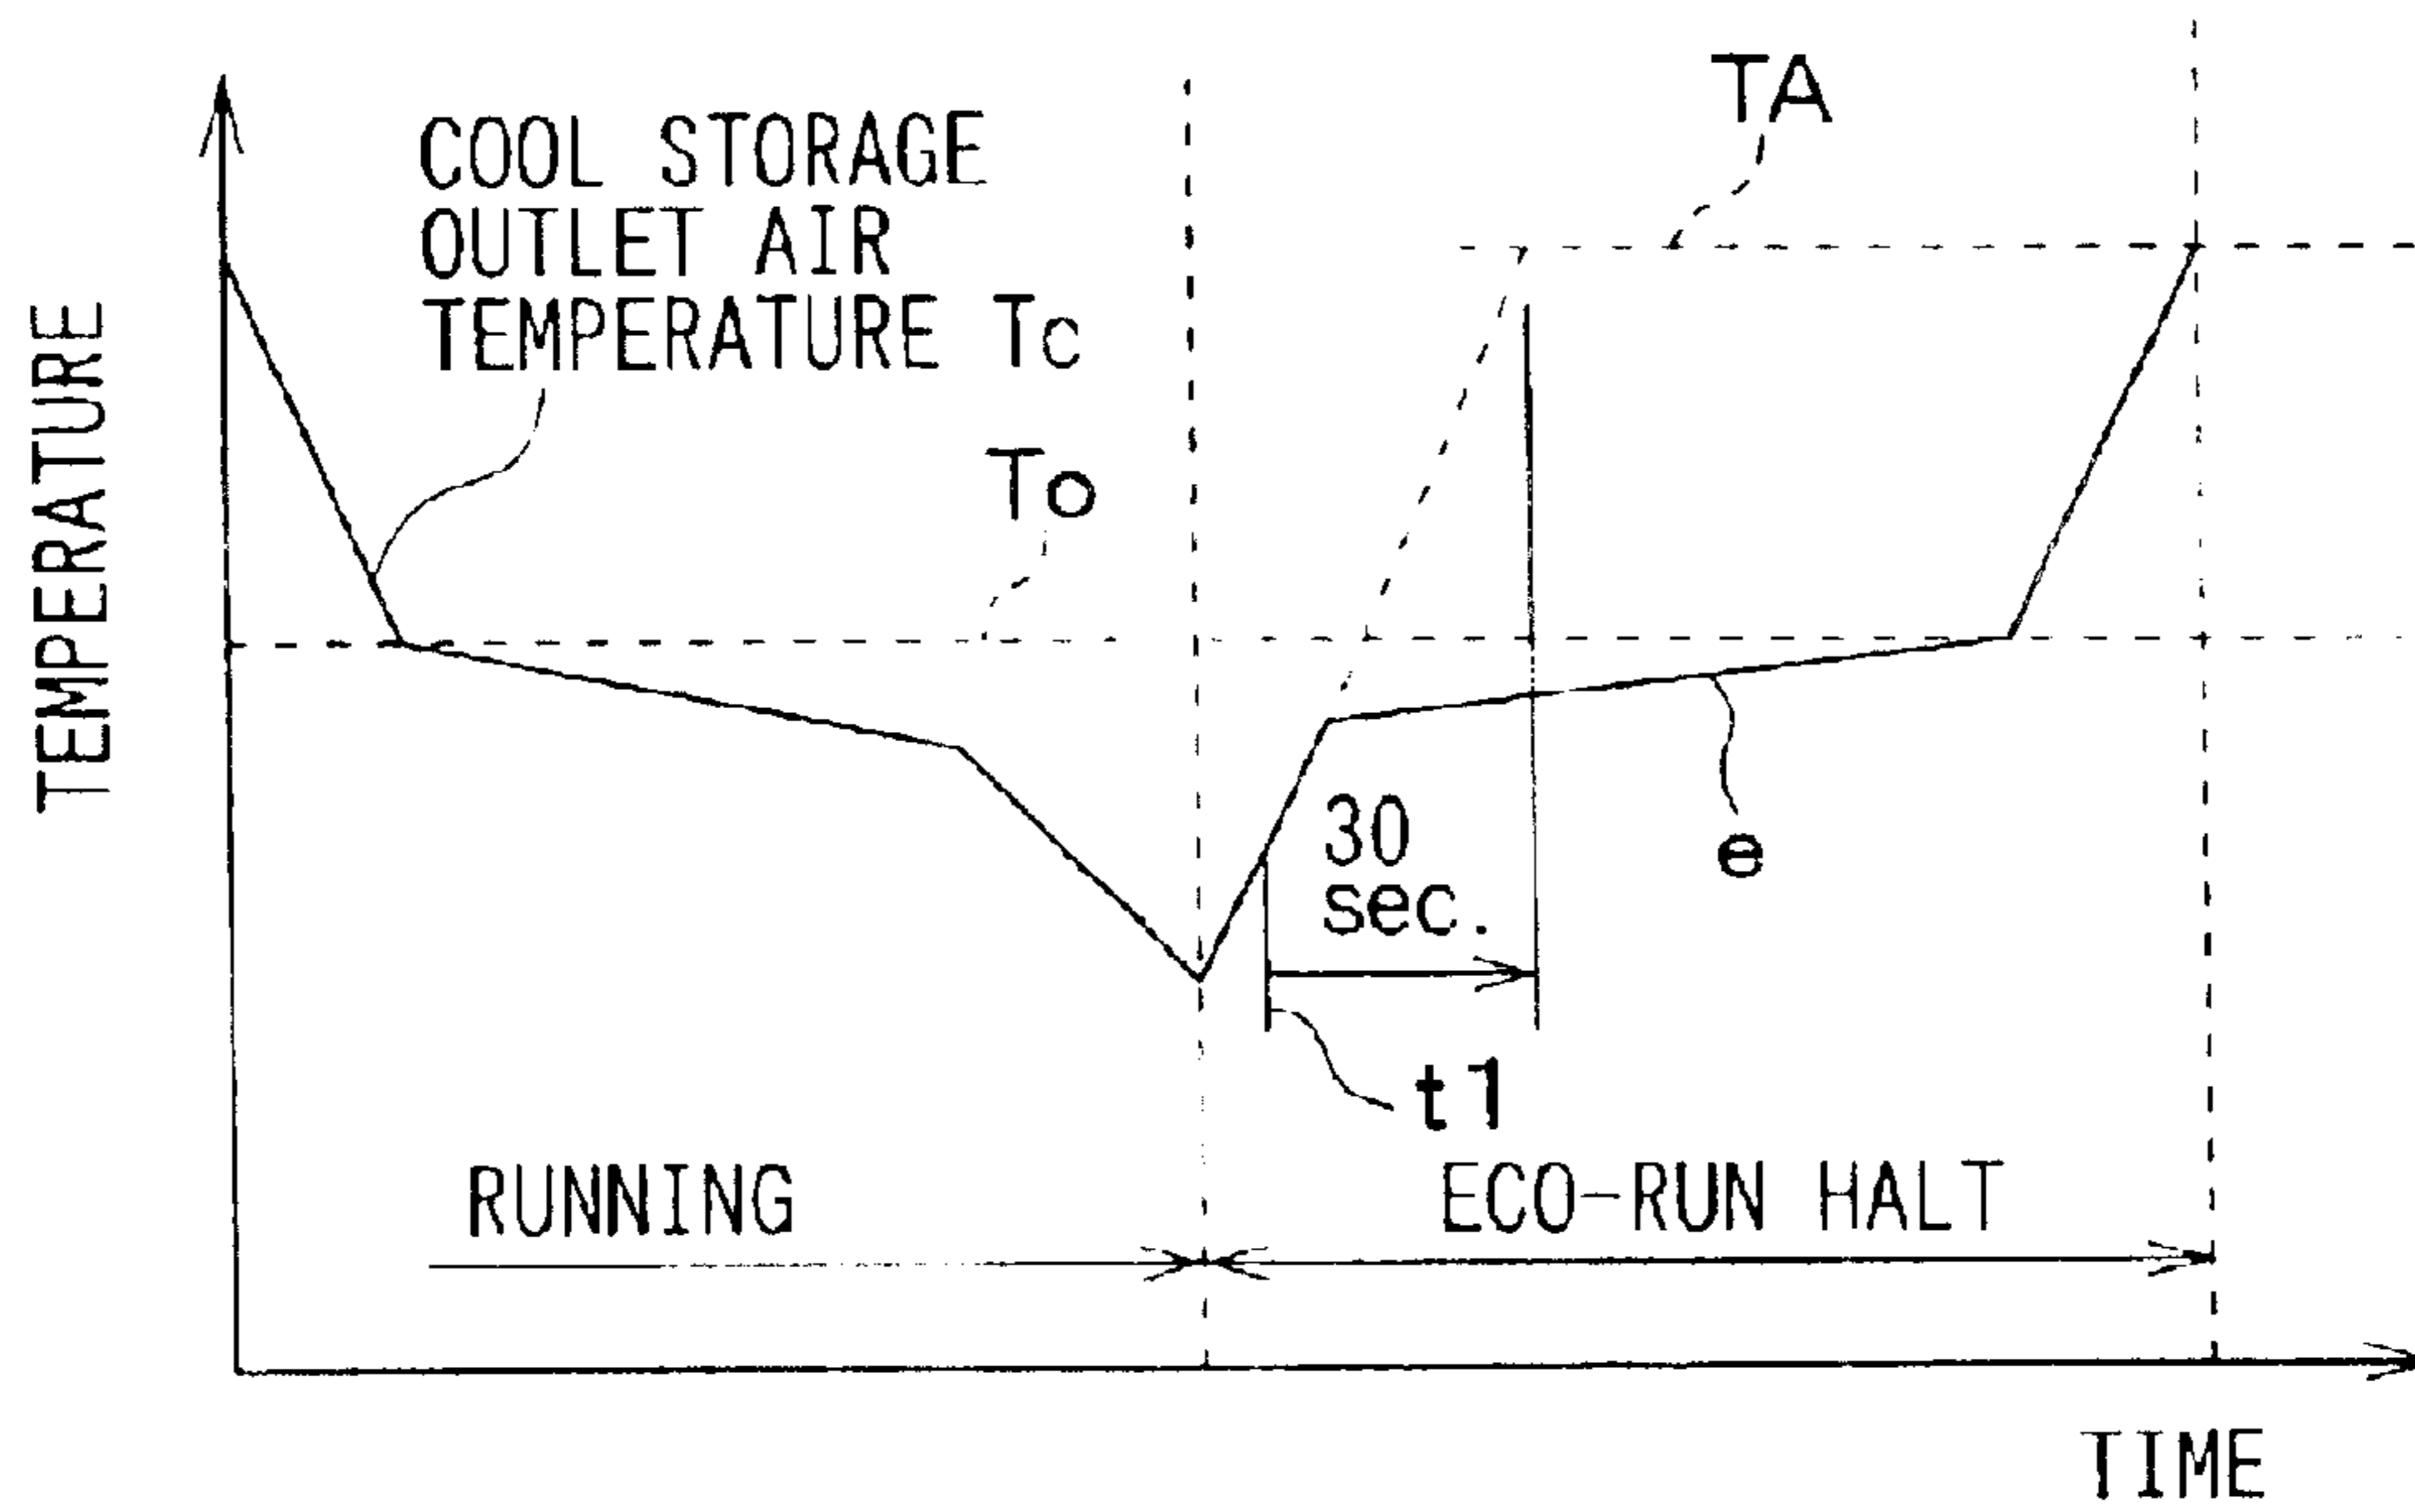 TEMPERATURE
COOL STORAGE
OUTLET AIR
TEMPERATURE Tc
To
TA
30
sec.
e
t1
RUNNING
ECO-RUN HALT
TIME